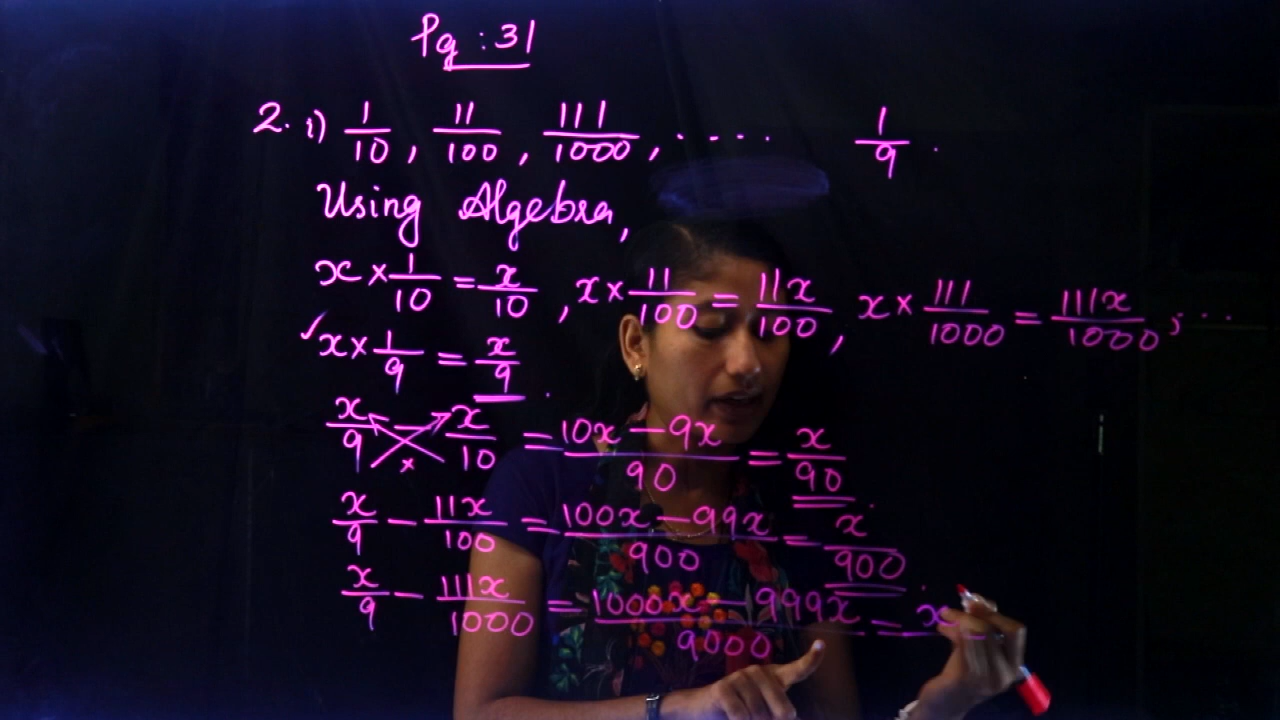 Pg : 31
2. i) 1/10, 11/100, 111/1000, ..... 1/9.
Using Algebra,
x × 1/10 = x/10, x × 11/100 = 11x/100, x × 111/1000 = 111x/1000, ...
✓ x × 1/9 = x/9.
x/9 − x/10 = 10x − 9x/90 = x/90.
x/9 − 11x/100 = 100x − 99x/900 = x/900.
x/9 − 111x/1000 = 1000x − 999x/9000 = x